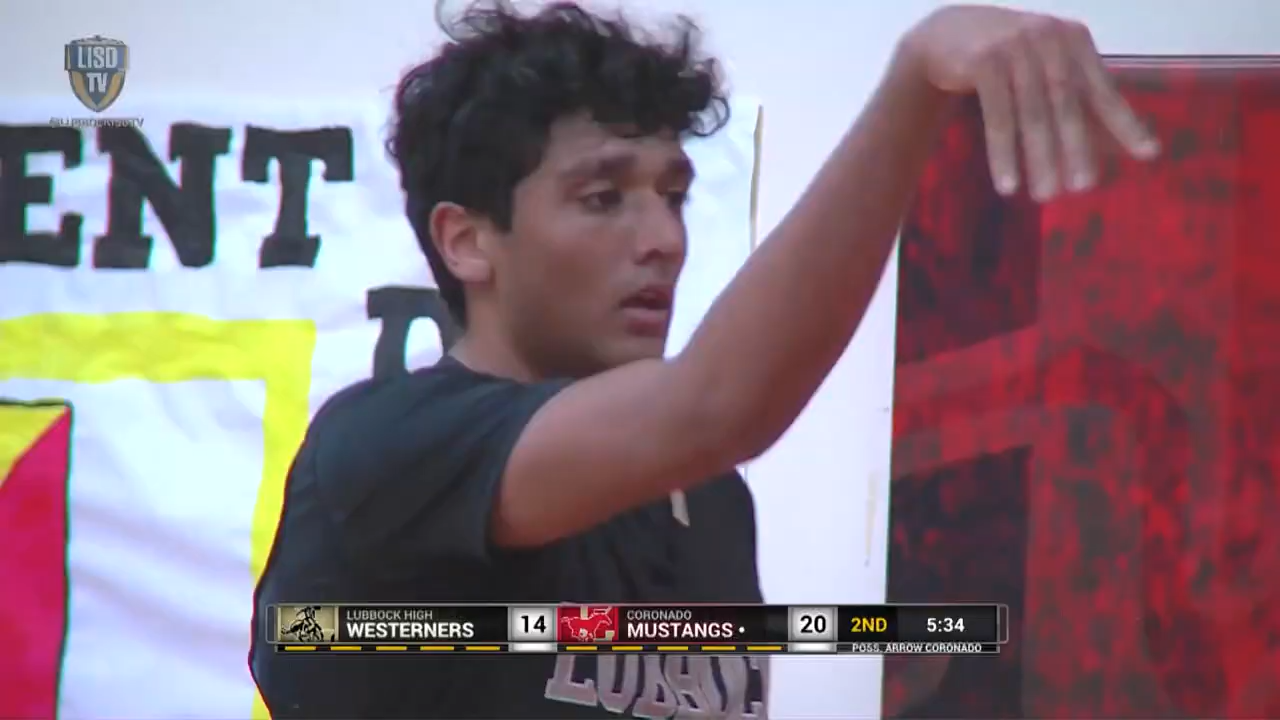 LISD
TV
ENT
LUBBOCK HIGH
WESTERNERS
14
CORONADO
MUSTANGS •
20
2ND
5:34
POSS. ARROW CORONADO